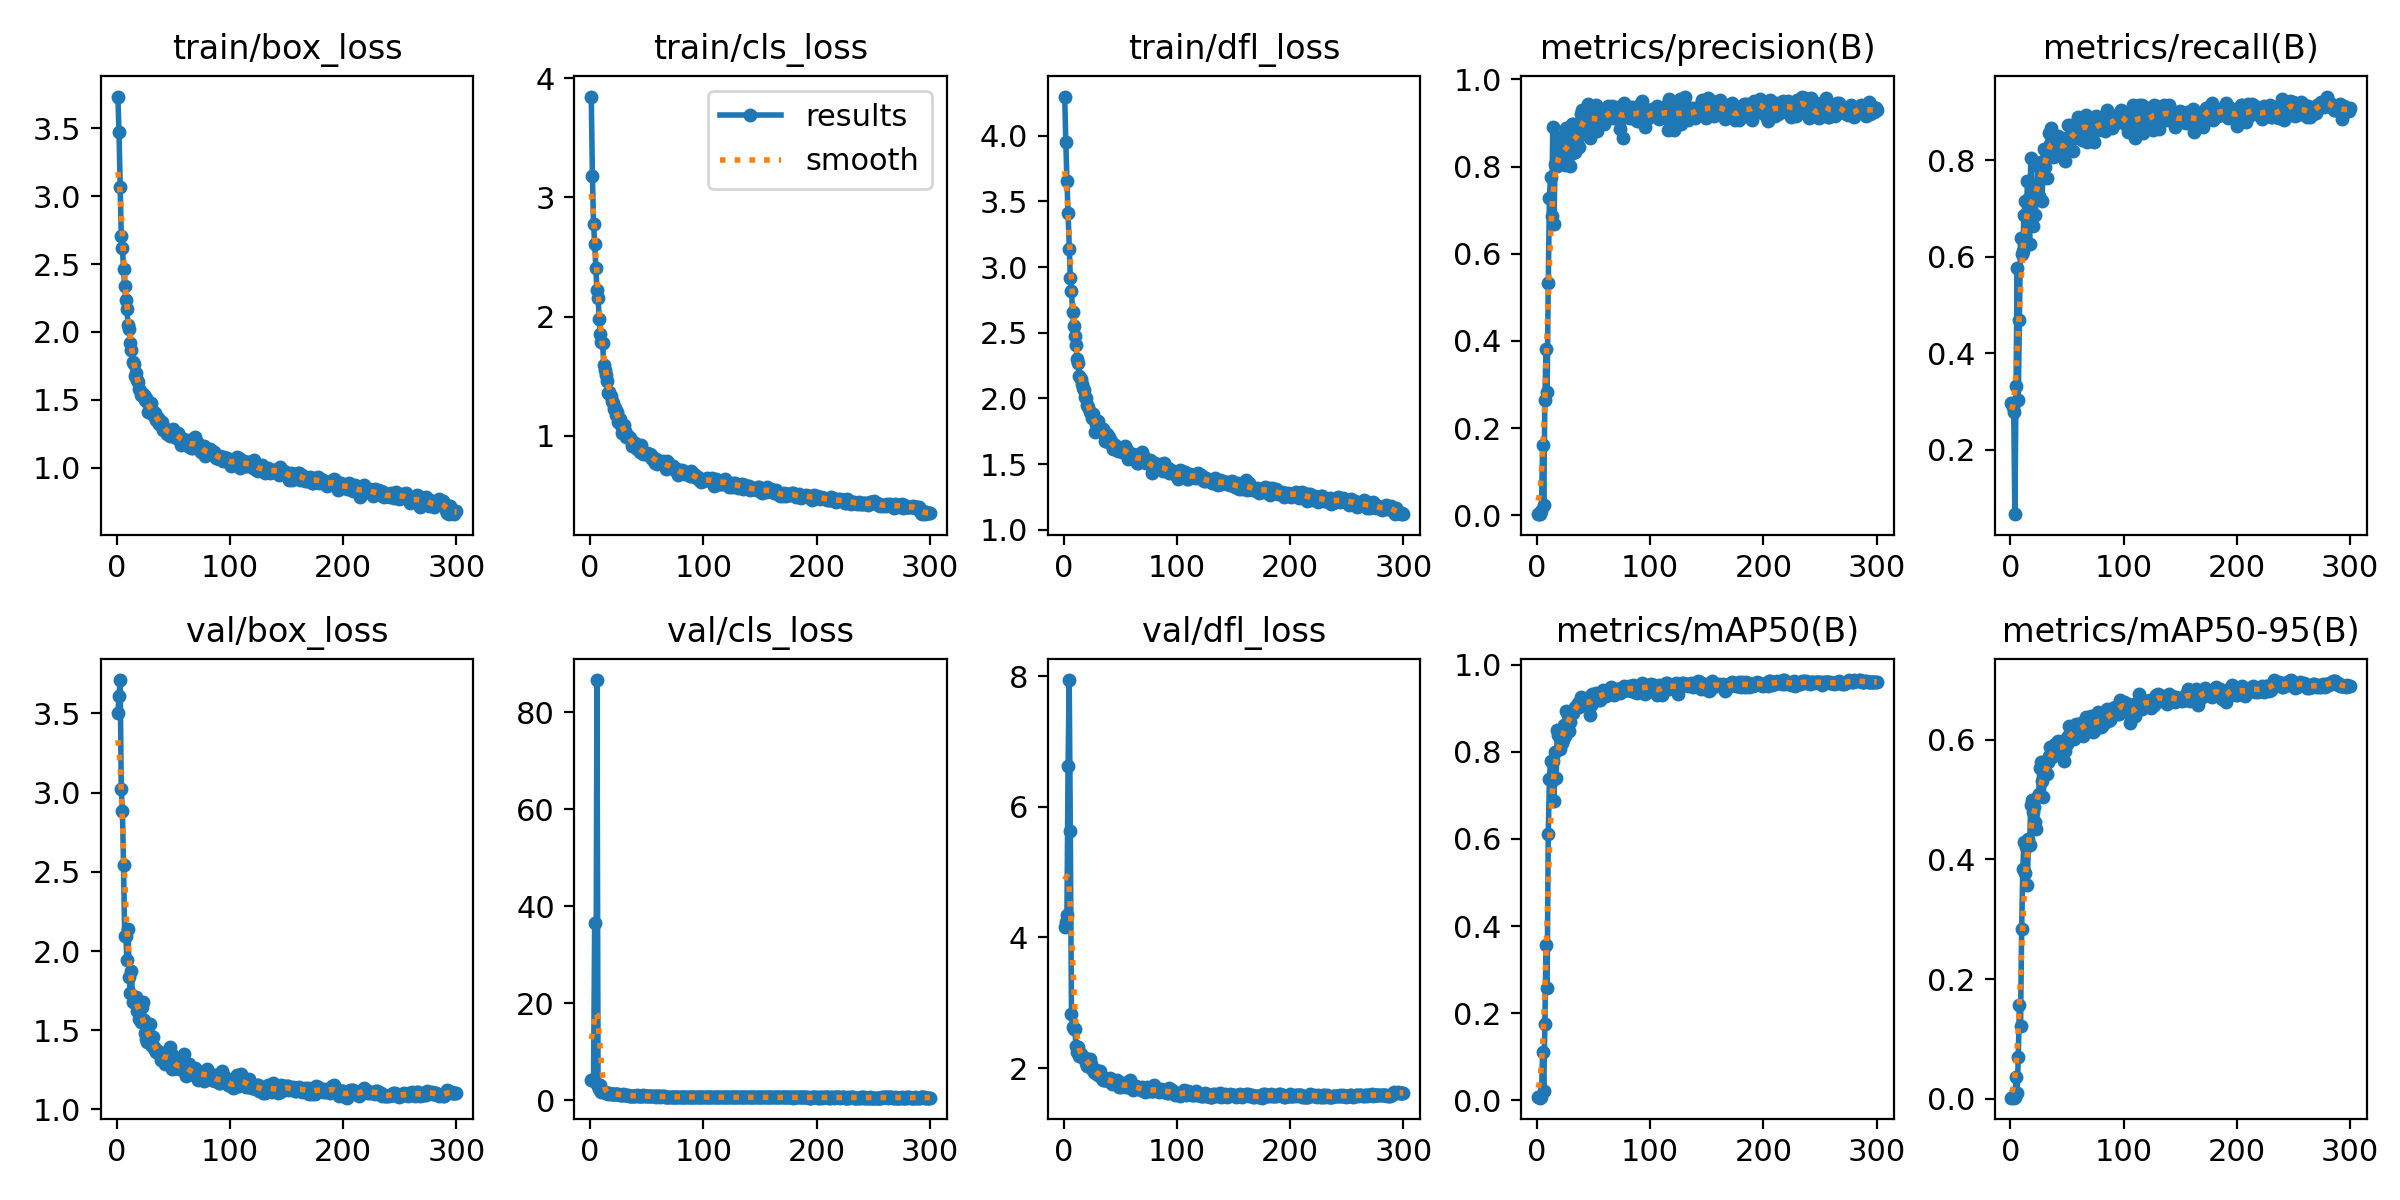 train/box_loss
3.5
3.0
2.5
2.0
1.5
1.0
0 100 200 300
train/cls_loss
results
smooth
4
3
2
1
0 100 200 300
train/dfl_loss
4.0
3.5
3.0
2.5
2.0
1.5
1.0
0 100 200 300
metrics/precision(B)
1.0
0.8
0.6
0.4
0.2
0.0
0 100 200 300
metrics/recall(B)
0.8
0.6
0.4
0.2
0 100 200 300
val/box_loss
3.5
3.0
2.5
2.0
1.5
1.0
0 100 200 300
val/cls_loss
80
60
40
20
0
0 100 200 300
val/dfl_loss
8
6
4
2
0 100 200 300
metrics/mAP50(B)
1.0
0.8
0.6
0.4
0.2
0.0
0 100 200 300
metrics/mAP50-95(B)
0.6
0.4
0.2
0.0
0 100 200 300